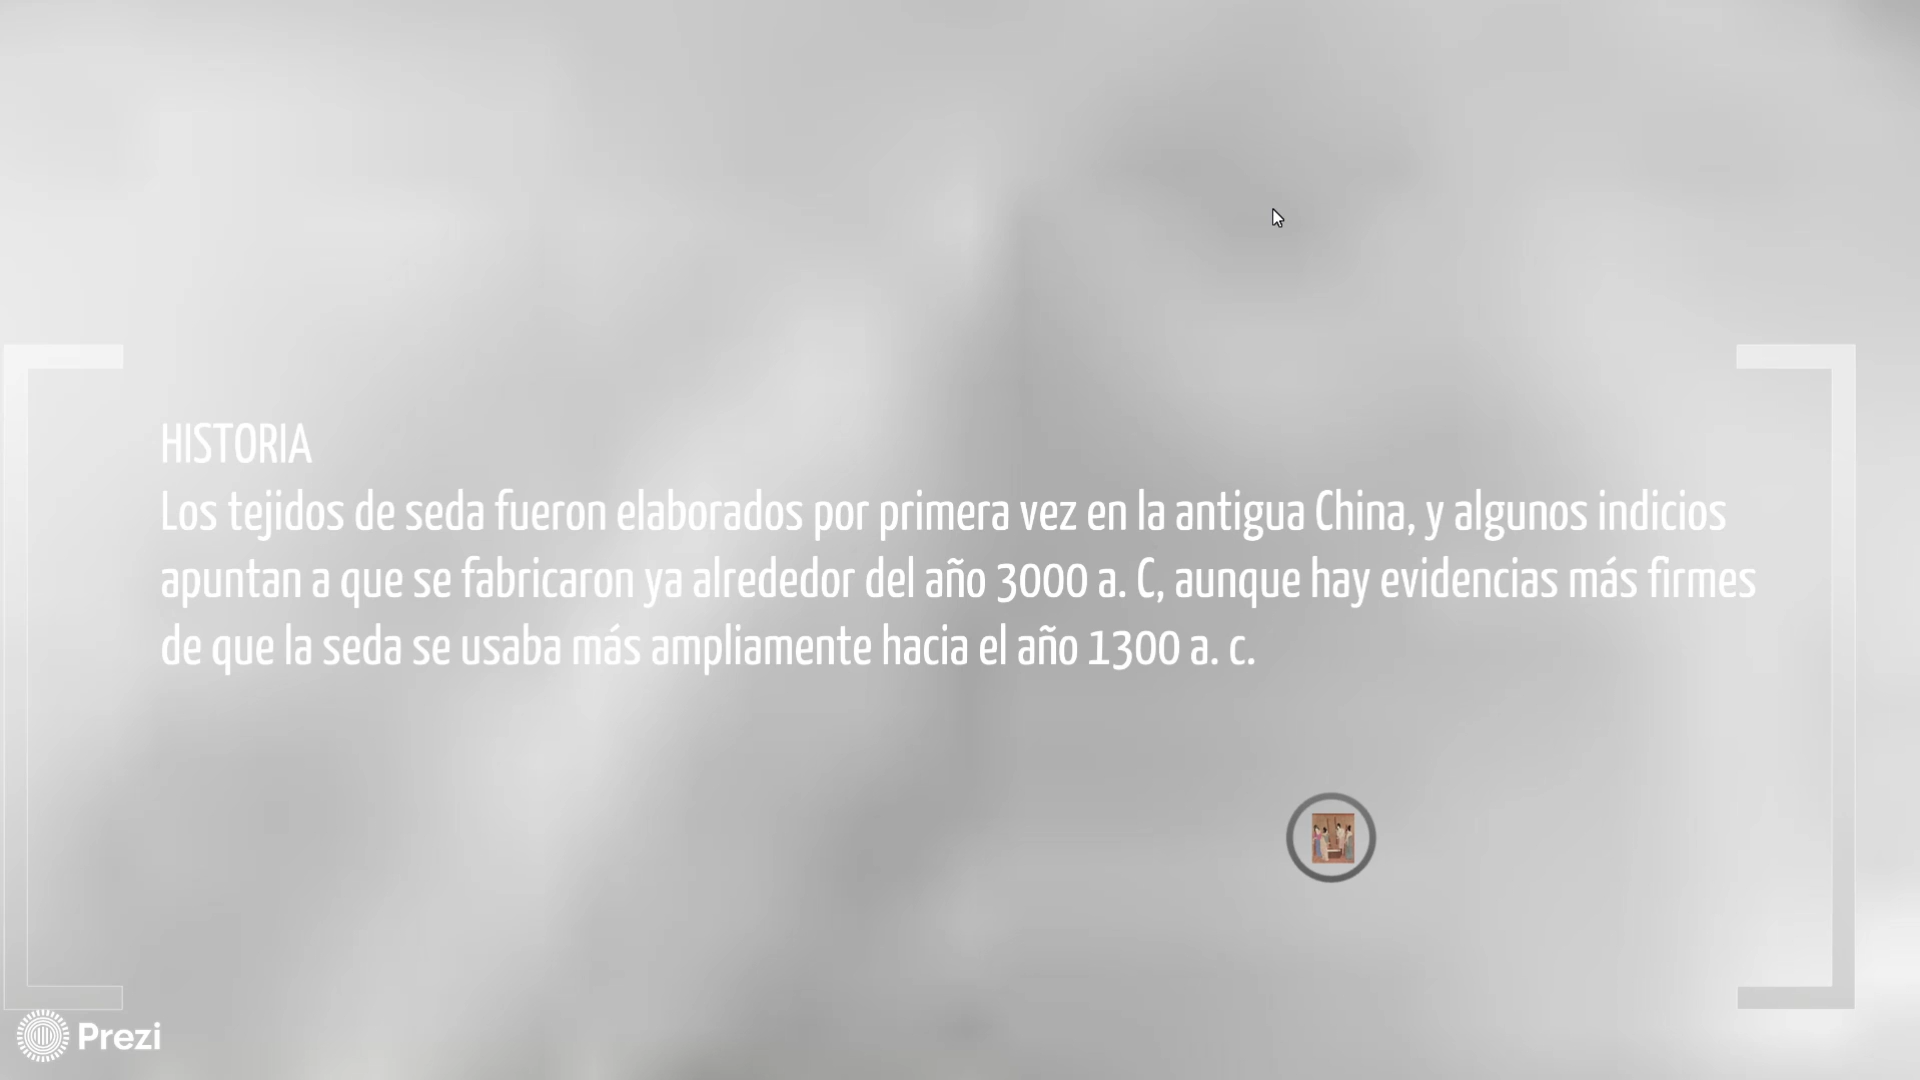 HISTORIA
Los tejidos de seda fueron elaborados por primera vez en la antigua China, y algunos indicios
apuntan a que se fabricaron ya alrededor del año 3000 a. C, aunque hay evidencias más firmes
de que la seda se usaba más ampliamente hacia el año 1300 a. c.
Prezi